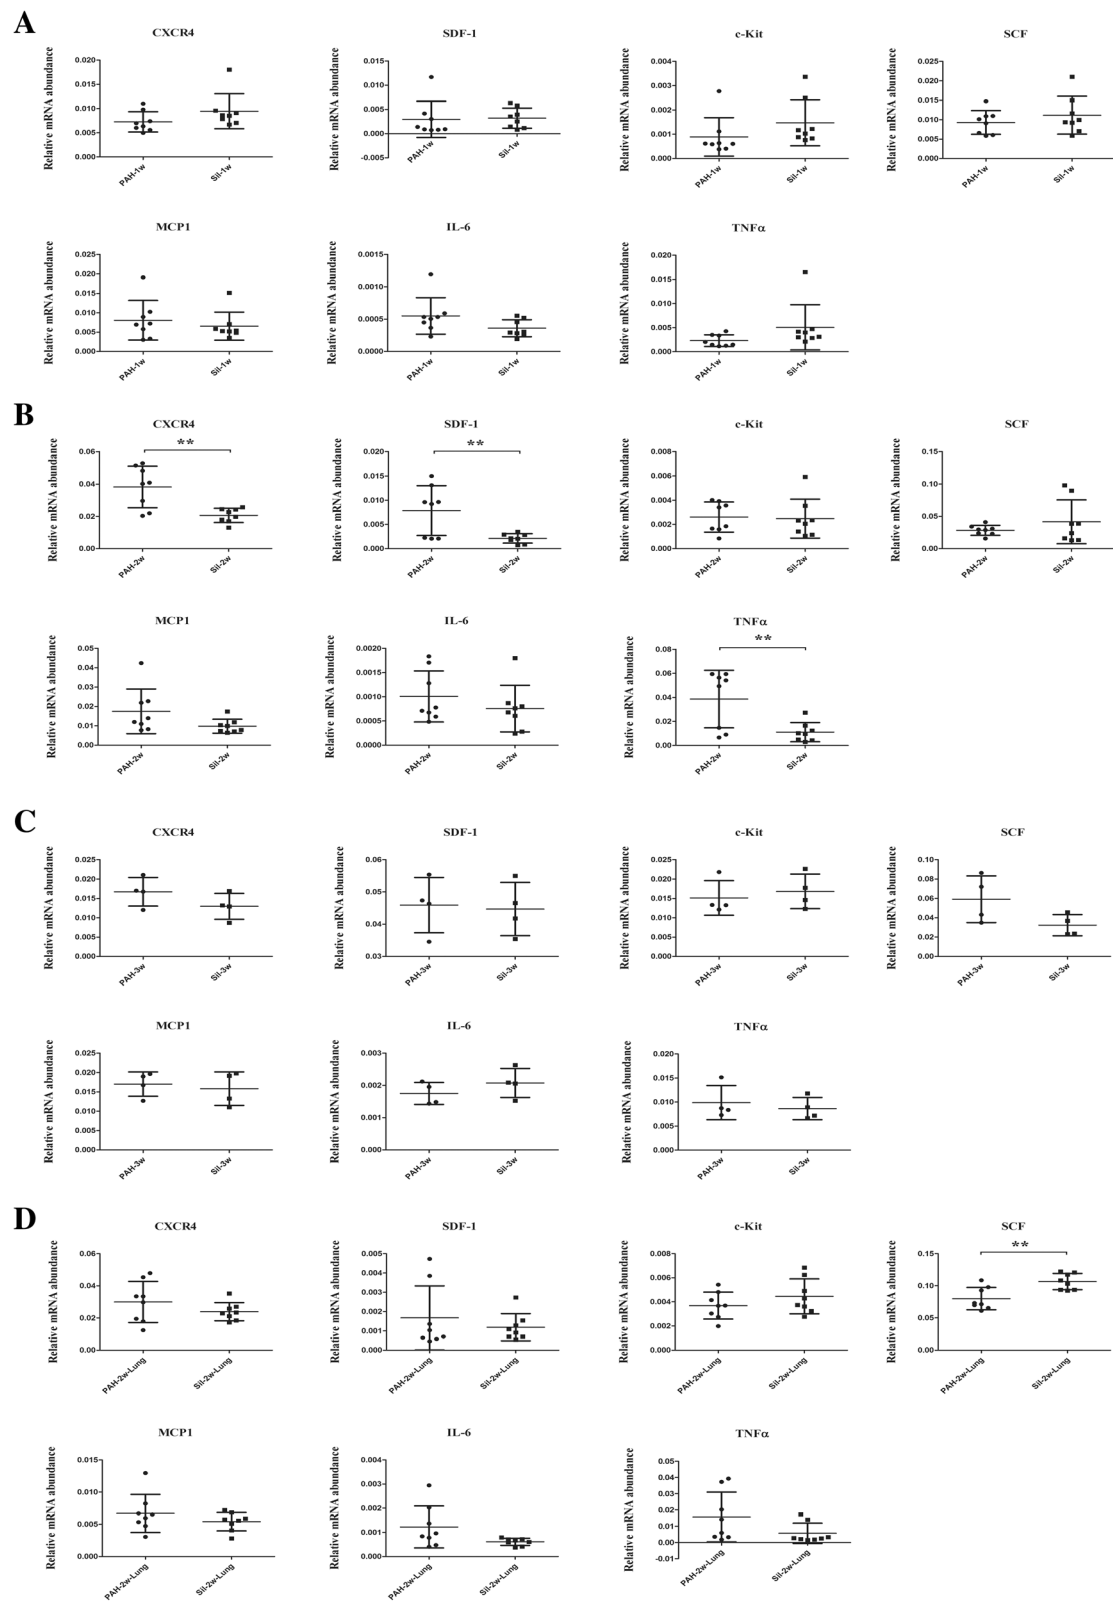 A
CXCR4
Relative mRNA abundance
0.020
0.015
0.010
0.005
0.000
PAH-1w
Sil-1w
SDF-1
Relative mRNA abundance
0.015
0.010
0.005
0.000
-0.005
PAH-1w
Sil-1w
c-Kit
Relative mRNA abundance
0.004
0.003
0.002
0.001
0.000
PAH-1w
Sil-1w
SCF
Relative mRNA abundance
0.025
0.020
0.015
0.010
0.005
0.000
PAH-1w
Sil-1w
MCP1
Relative mRNA abundance
0.025
0.020
0.015
0.010
0.005
0.000
PAH-1w
Sil-1w
IL-6
Relative mRNA abundance
0.0015
0.0010
0.0005
0.0000
PAH-1w
Sil-1w
TNFα
Relative mRNA abundance
0.020
0.015
0.010
0.005
0.000
PAH-1w
Sil-1w
B
CXCR4
Relative mRNA abundance
**
0.06
0.04
0.02
0.00
PAH-2w
Sil-2w
SDF-1
Relative mRNA abundance
**
0.020
0.015
0.010
0.005
0.000
PAH-2w
Sil-2w
c-Kit
Relative mRNA abundance
0.008
0.006
0.004
0.002
0.000
PAH-2w
Sil-2w
SCF
Relative mRNA abundance
0.15
0.10
0.05
0.00
PAH-2w
Sil-2w
MCP1
Relative mRNA abundance
0.05
0.04
0.03
0.02
0.01
0.00
PAH-2w
Sil-2w
IL-6
Relative mRNA abundance
0.0020
0.0015
0.0010
0.0005
0.0000
PAH-2w
Sil-2w
TNFα
Relative mRNA abundance
**
0.08
0.06
0.04
0.02
0.00
PAH-2w
Sil-2w
C
CXCR4
Relative mRNA abundance
0.025
0.020
0.015
0.010
0.005
0.000
PAH-3w
Sil-3w
SDF-1
Relative mRNA abundance
0.06
0.05
0.04
0.03
PAH-3w
Sil-3w
c-Kit
Relative mRNA abundance
0.025
0.020
0.015
0.010
0.005
0.000
PAH-3w
Sil-3w
SCF
Relative mRNA abundance
0.10
0.08
0.06
0.04
0.02
0.00
PAH-3w
Sil-3w
MCP1
Relative mRNA abundance
0.025
0.020
0.015
0.010
0.005
0.000
PAH-3w
Sil-3w
IL-6
Relative mRNA abundance
0.003
0.002
0.001
0.000
PAH-3w
Sil-3w
TNFα
Relative mRNA abundance
0.020
0.015
0.010
0.005
0.000
PAH-3w
Sil-3w
D
CXCR4
Relative mRNA abundance
0.06
0.04
0.02
0.00
PAH-2w-Lung
Sil-2w-Lung
SDF-1
Relative mRNA abundance
0.005
0.004
0.003
0.002
0.001
0.000
PAH-2w-Lung
Sil-2w-Lung
c-Kit
Relative mRNA abundance
0.008
0.006
0.004
0.002
0.000
PAH-2w-Lung
Sil-2w-Lung
SCF
Relative mRNA abundance
**
0.15
0.10
0.05
0.00
PAH-2w-Lung
Sil-2w-Lung
MCP1
Relative mRNA abundance
0.015
0.010
0.005
0.000
PAH-2w-Lung
Sil-2w-Lung
IL-6
Relative mRNA abundance
0.004
0.003
0.002
0.001
0.000
PAH-2w-Lung
Sil-2w-Lung
TNFα
Relative mRNA abundance
0.05
0.04
0.03
0.02
0.01
0.00
-0.01
PAH-2w-Lung
Sil-2w-Lung